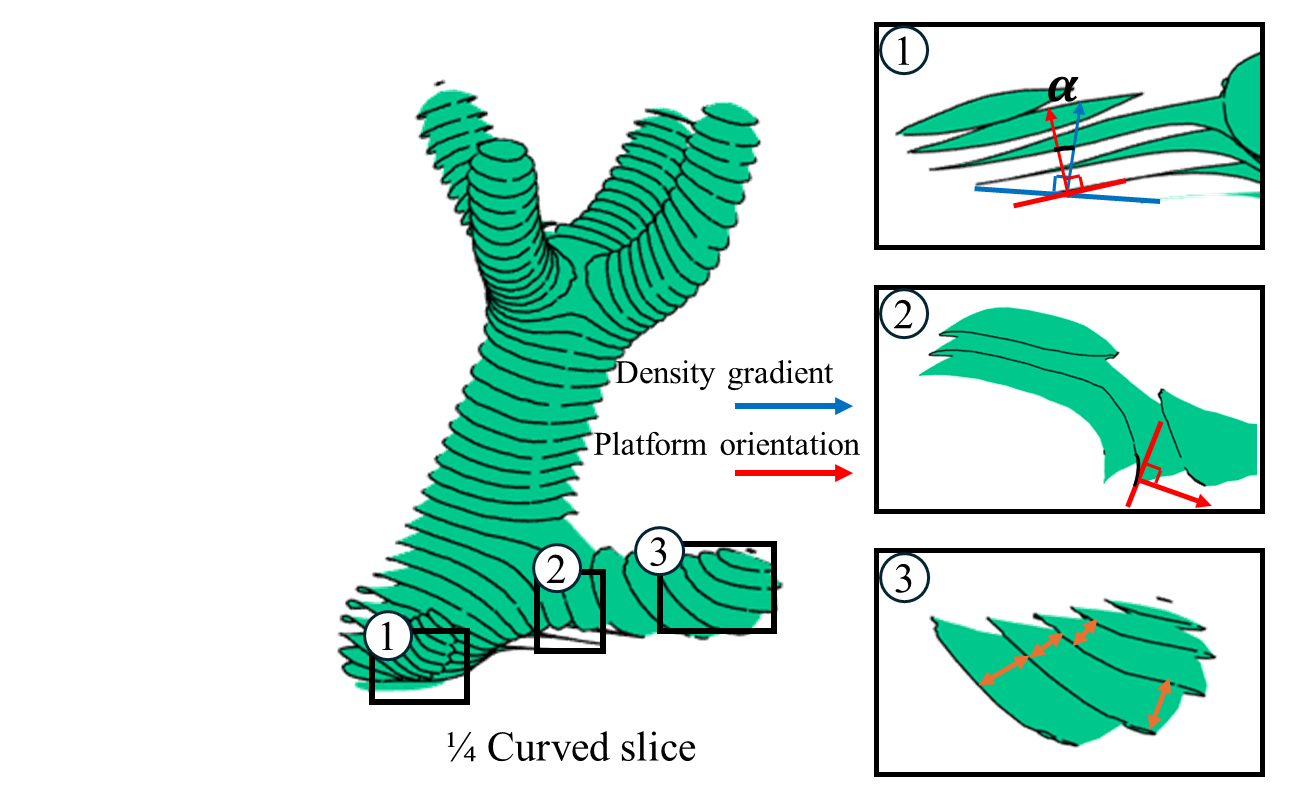 1
α
2
Density gradient
Platform orientation
3
2
3
1
¼ Curved slice